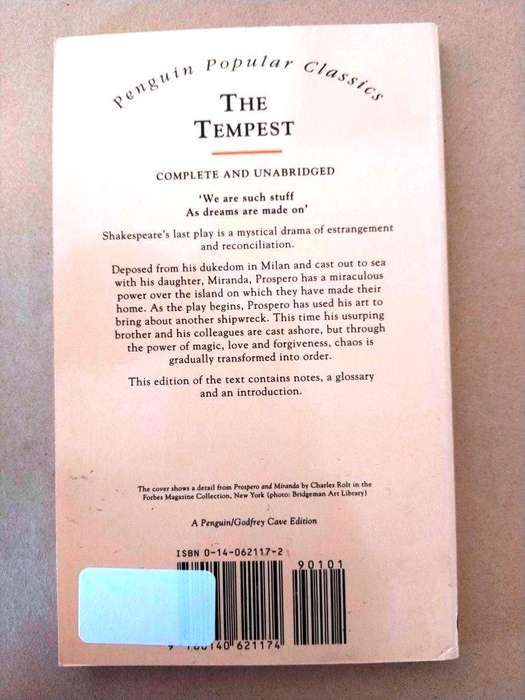 Penguin Popular Classics
THE
TEMPEST
COMPLETE AND UNABRIDGED
'We are such stuff
As dreams are made on'
Shakespeare's last play is a mystical drama of estrangement
and reconciliation.
Deposed from his dukedom in Milan and cast out to sea
with his daughter, Miranda, Prospero has a miraculous
power over the island on which they have made their
home. As the play begins, Prospero has used his art to
bring about another shipwreck. This time his usurping
brother and his colleagues are cast ashore, but through
the power of magic, love and forgiveness, chaos is
gradually transformed into order.
This edition of the text contains notes, a glossary
and an introduction.
The cover shows a detail from Prospero and Miranda by Charles Rolt in the
Forbes Magazine Collection, New York (photo: Bridgeman Art Library)
A Penguin/Godfrey Cave Edition
ISBN 0-14-062117-2
90101
9 780140 621174